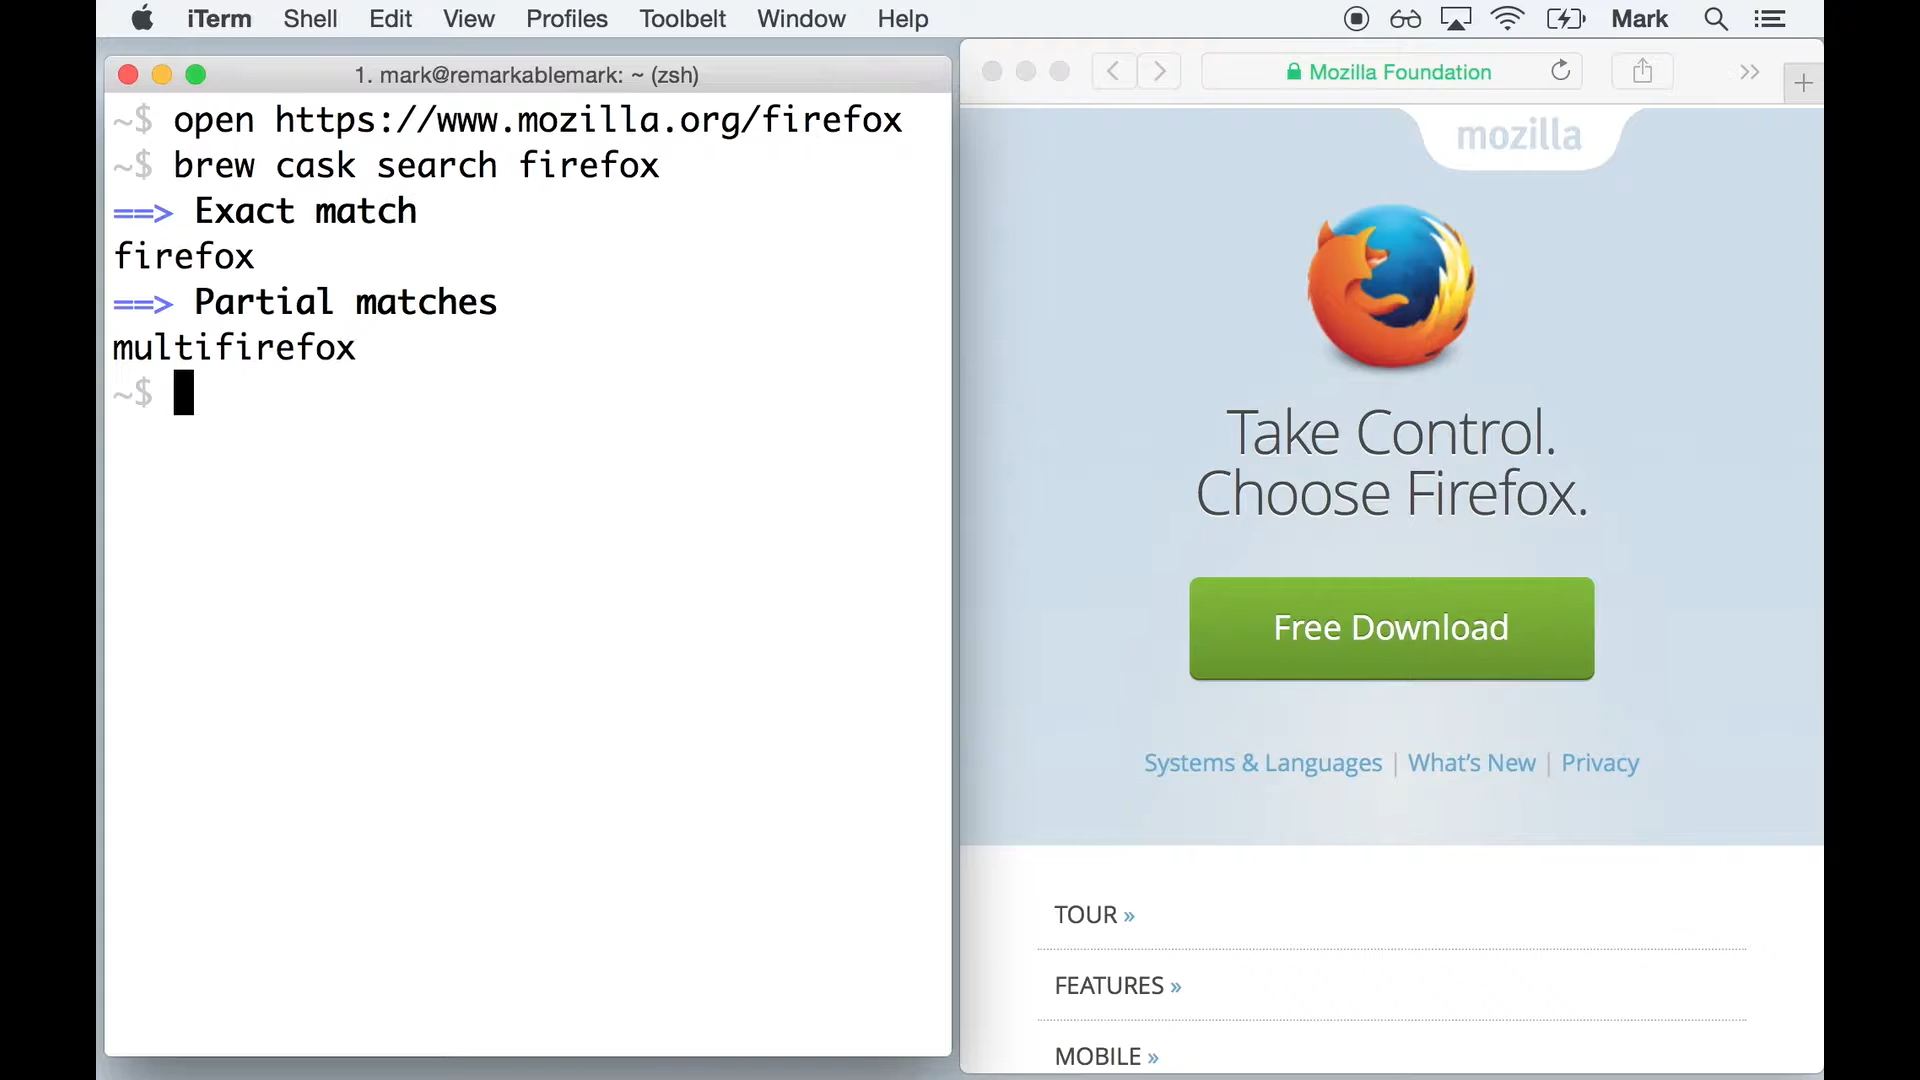 iTerm Shell Edit View Profiles Toolbelt Window Help Mark
1. mark@remarkablemark: ~ (zsh)
~$ open https://www.mozilla.org/firefox
~$ brew cask search firefox
==> Exact match
firefox
==> Partial matches
multifirefox
~$
Mozilla Foundation
mozilla
Take Control.
Choose Firefox.
Free Download
Systems & Languages | What's New | Privacy
TOUR »
FEATURES »
MOBILE »